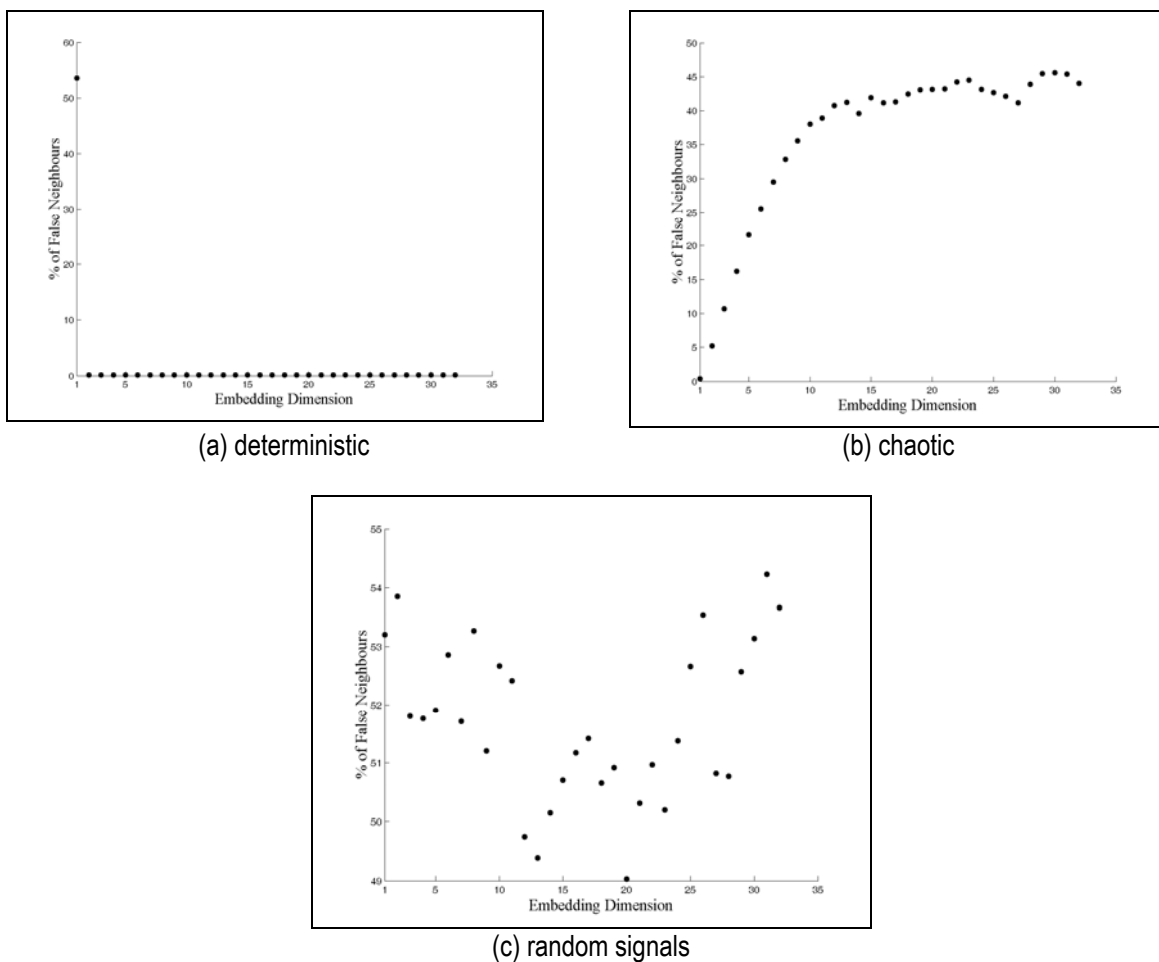 60
50
40
30
20
10
0
% of False Neighbours
1 5 10 15 20 25 30 35
Embedding Dimension
(a) deterministic
50
45
40
35
30
25
20
15
10
5
0
% of False Neighbours
1 5 10 15 20 25 30 35
Embedding Dimension
(b) chaotic
55
54
53
52
51
50
49
% of False Neighbours
1 5 10 15 20 25 30 35
Embedding Dimension
(c) random signals